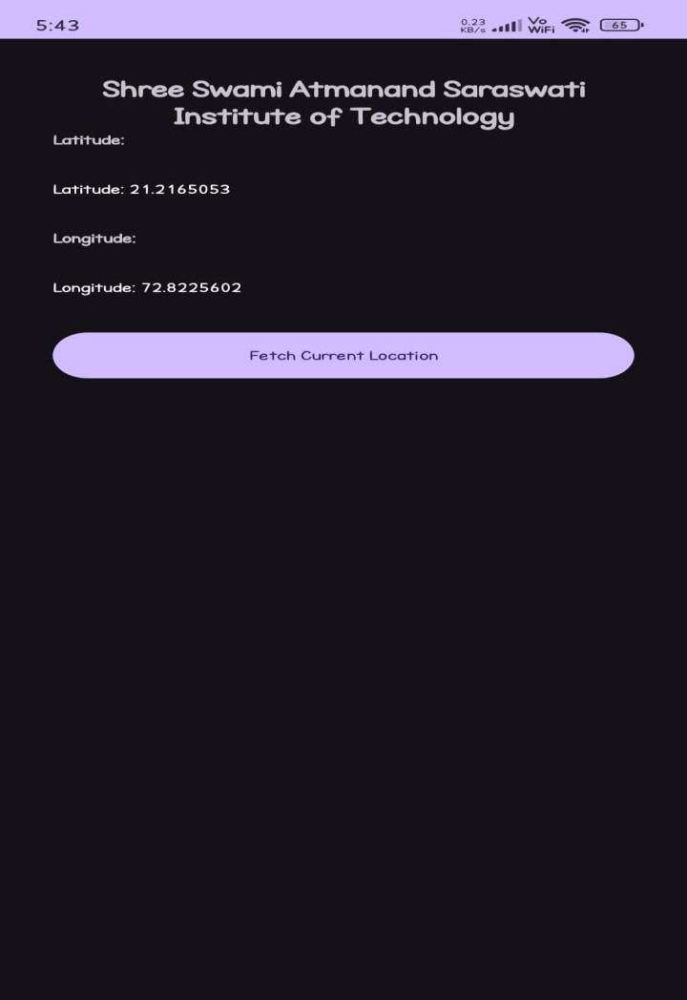 5:43
0.23 KB/s Vo WiFi 65
Shree Swami Atmanand Saraswati
Institute of Technology
Latitude:
Latitude: 21.2165053
Longitude:
Longitude: 72.8225602
Fetch Current Location